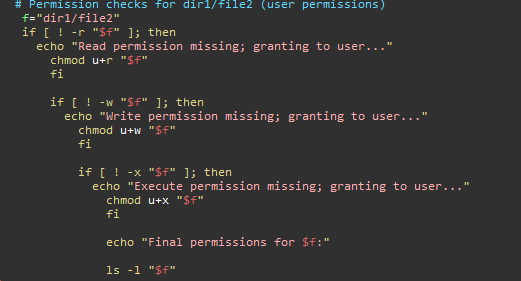 # Permission checks for dir1/file2 (user permissions)
f="dir1/file2"
if [ ! -r "$f" ]; then
echo "Read permission missing; granting to user..."
chmod u+r "$f"
fi
if [ ! -w "$f" ]; then
echo "Write permission missing; granting to user..."
chmod u+w "$f"
fi
if [ ! -x "$f" ]; then
echo "Execute permission missing; granting to user..."
chmod u+x "$f"
fi
echo "Final permissions for $f:"
ls -l "$f"